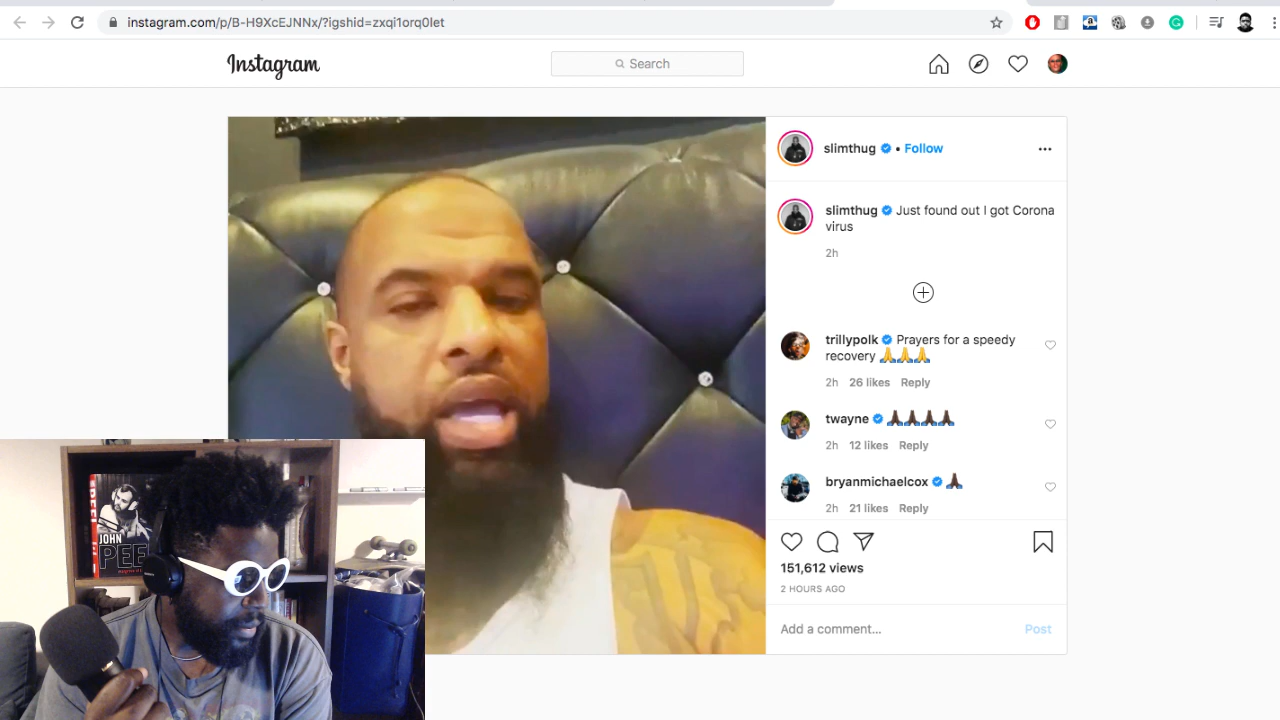 instagram.com/p/B-H9XcEJNNx/?igshid=zxqi1orq0let
Instagram
Search
slimthug • Follow
slimthug Just found out I got Corona
virus
2h
trillypolk Prayers for a speedy
recovery 🙏🙏🙏
2h 26 likes Reply
twayne 🙏🏿🙏🏿🙏🏿🙏🏿
2h 12 likes Reply
bryanmichaelcox 🙏🏿
2h 21 likes Reply
151,612 views
2 HOURS AGO
Add a comment... Post
JOHN
PEE